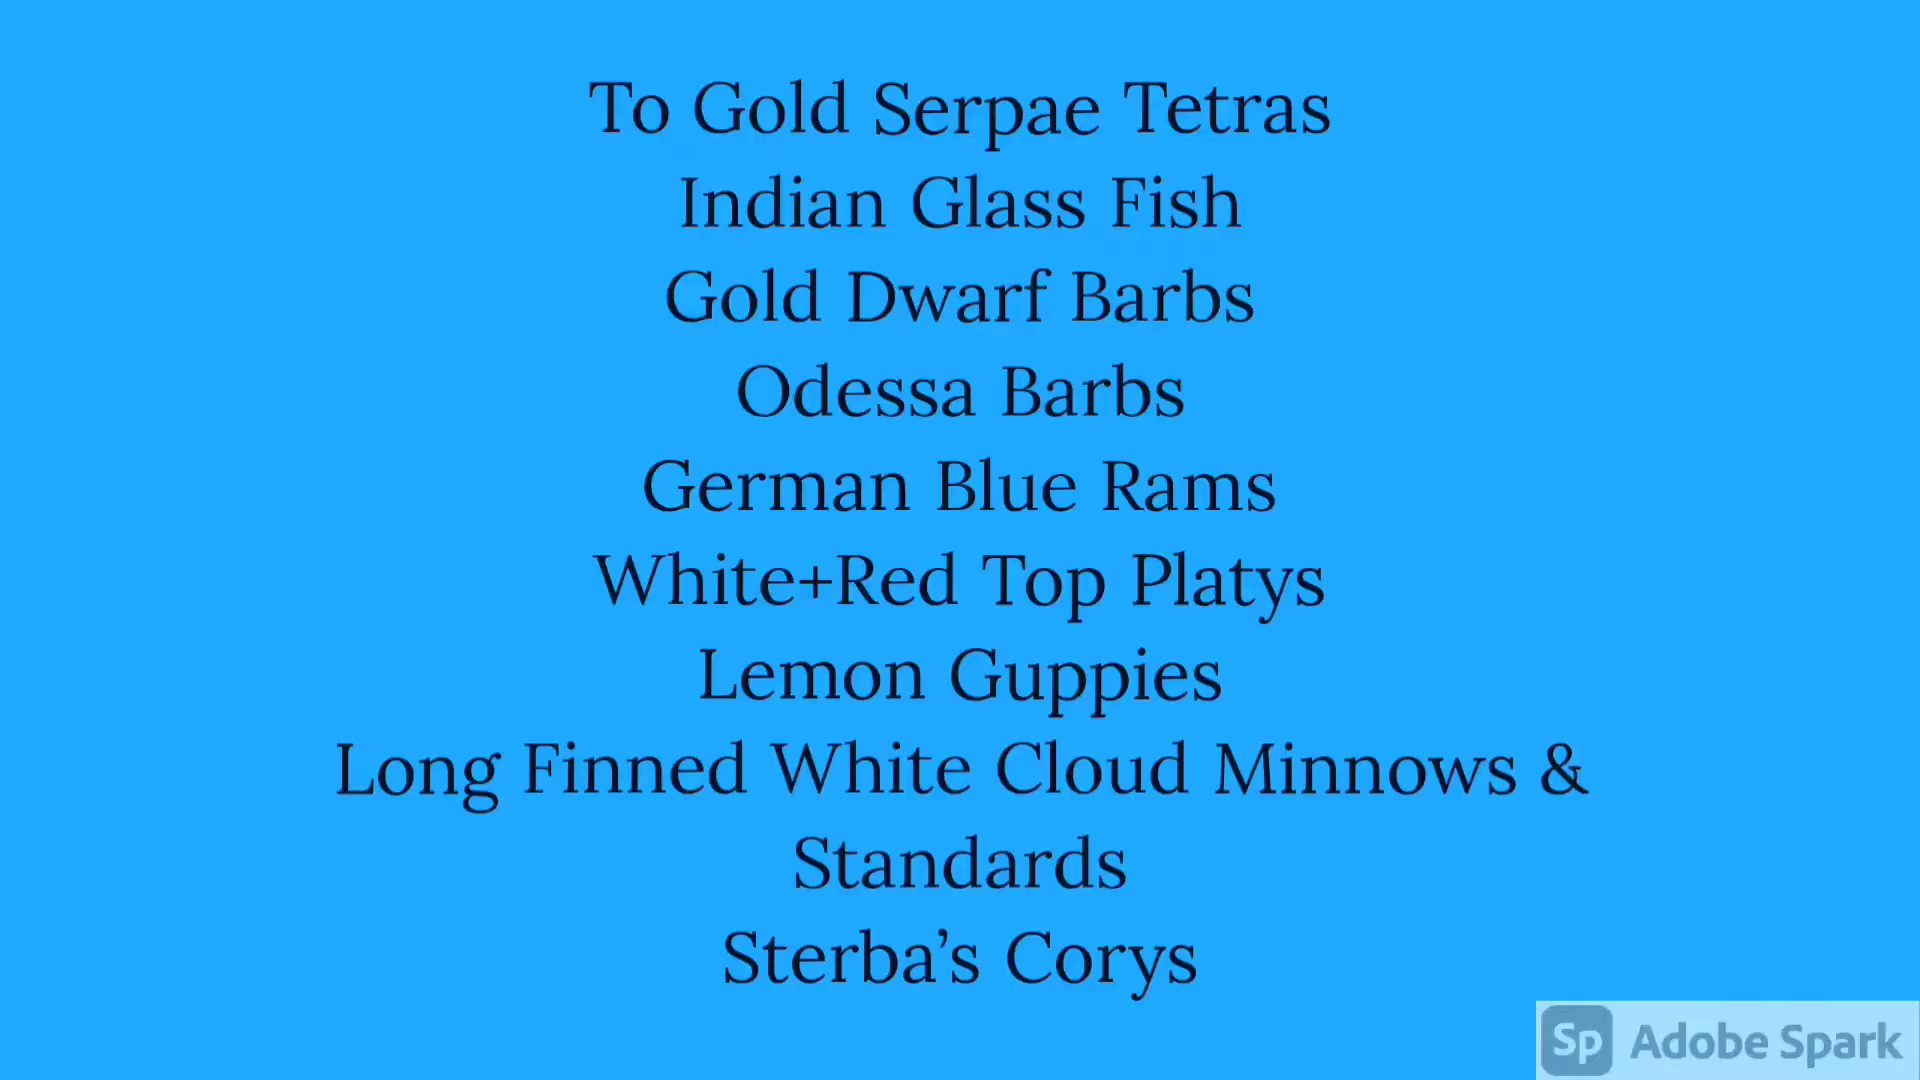 To Gold Serpae Tetras
Indian Glass Fish
Gold Dwarf Barbs
Odessa Barbs
German Blue Rams
White+Red Top Platys
Lemon Guppies
Long Finned White Cloud Minnows &
Standards
Sterba’s Corys
Sp Adobe Spark